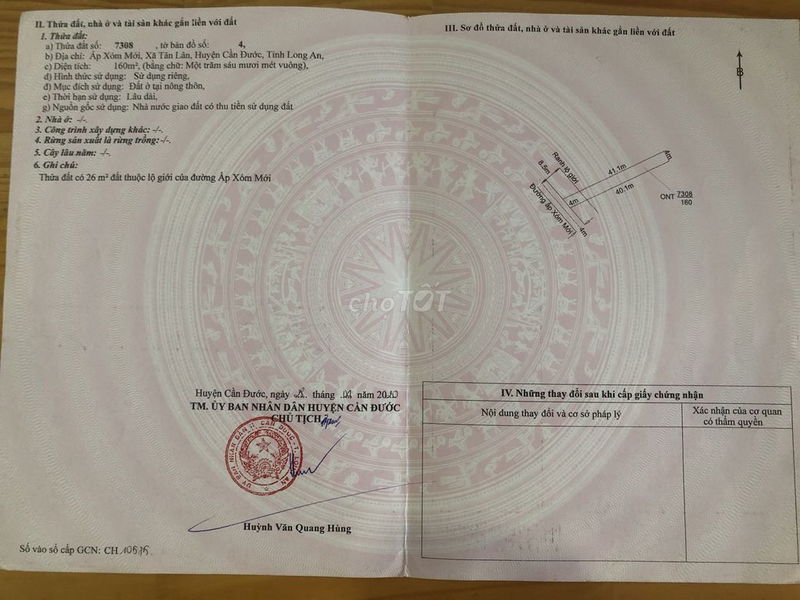 II. Thửa đất, nhà ở và tài sản khác gắn liền với đất
1. Thửa đất:
a) Thửa đất số: 7308 , tờ bản đồ số: 4,
b) Địa chỉ: Ấp Xóm Mới, Xã Tân Lân, Huyện Cần Đước, Tỉnh Long An,
c) Diện tích: 160m², (bằng chữ: Một trăm sáu mươi mét vuông),
d) Hình thức sử dụng: Sử dụng riêng,
đ) Mục đích sử dụng: Đất ở tại nông thôn,
e) Thời hạn sử dụng: Lâu dài,
g) Nguồn gốc sử dụng: Nhà nước giao đất có thu tiền sử dụng đất
2. Nhà ở: -/-.
3. Công trình xây dựng khác: -/-.
4. Rừng sản xuất là rừng trồng:-/-.
5. Cây lâu năm: -/-.
6. Ghi chú:
Thửa đất có 26 m² đất thuộc lộ giới của đường Ấp Xóm Mới
Huyện Cần Đước, ngày tháng năm 20
TM. ỦY BAN NHÂN DÂN HUYỆN CẦN ĐƯỚC
CHỦ TỊCH
Huỳnh Văn Quang Hùng
Số vào sổ cấp GCN: CH
III. Sơ đồ thửa đất, nhà ở và tài sản khác gắn liền với đất
B
Ranh lộ giới
6.5m
41.1m
4m
40.1m
4m
4m
Đường ấp Xóm Mới
ONT 7308
160
choTỐT
IV. Những thay đổi sau khi cấp giấy chứng nhận
Nội dung thay đổi và cơ sở pháp lý
Xác nhận của cơ quan
có thẩm quyền